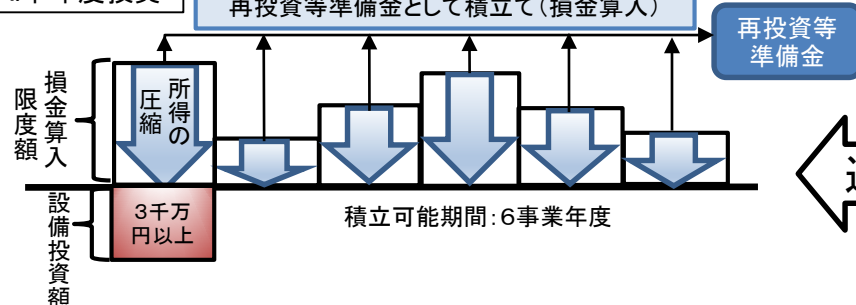 再投資等準備金として積立て(損金算入)
再投資等
準備金
損金算入
限度額
所得の
圧縮
設備投資額
3千万
円以上
積立可能期間:6事業年度